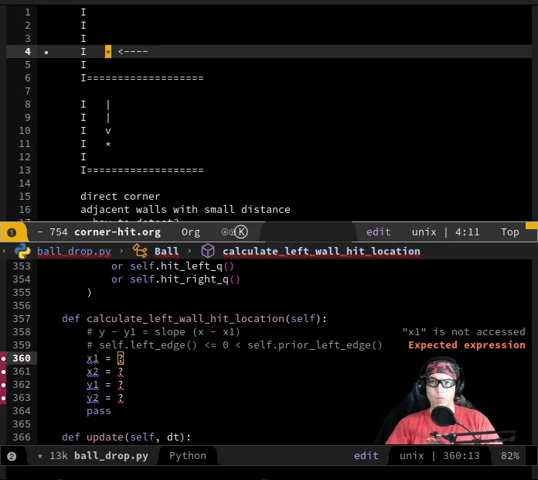 1 I
2 I
3 I
4 • I * <----
5 I
6 I===================
7
8 I |
9 I |
10 I v
11 I *
12 I
13 I===================
14
15 direct corner
16 adjacent walls with small distance
- 754 corner-hit.org Org edit unix | 4:11 Top
ball_drop.py › Ball › calculate_left_wall_hit_location
353 or self.hit_left_q()
354 or self.hit_right_q()
355 )
356
357 def calculate_left_wall_hit_location(self):
358 # y - y1 = slope (x - x1) "x1" is not accessed
359 # self.left_edge() <= 0 < self.prior_left_edge() Expected expression
360 x1 = ?
361 x2 = ?
362 y1 = ?
363 y2 = ?
364 pass
365
366 def update(self, dt):
2 * 13k ball_drop.py Python edit unix | 360:13 82%